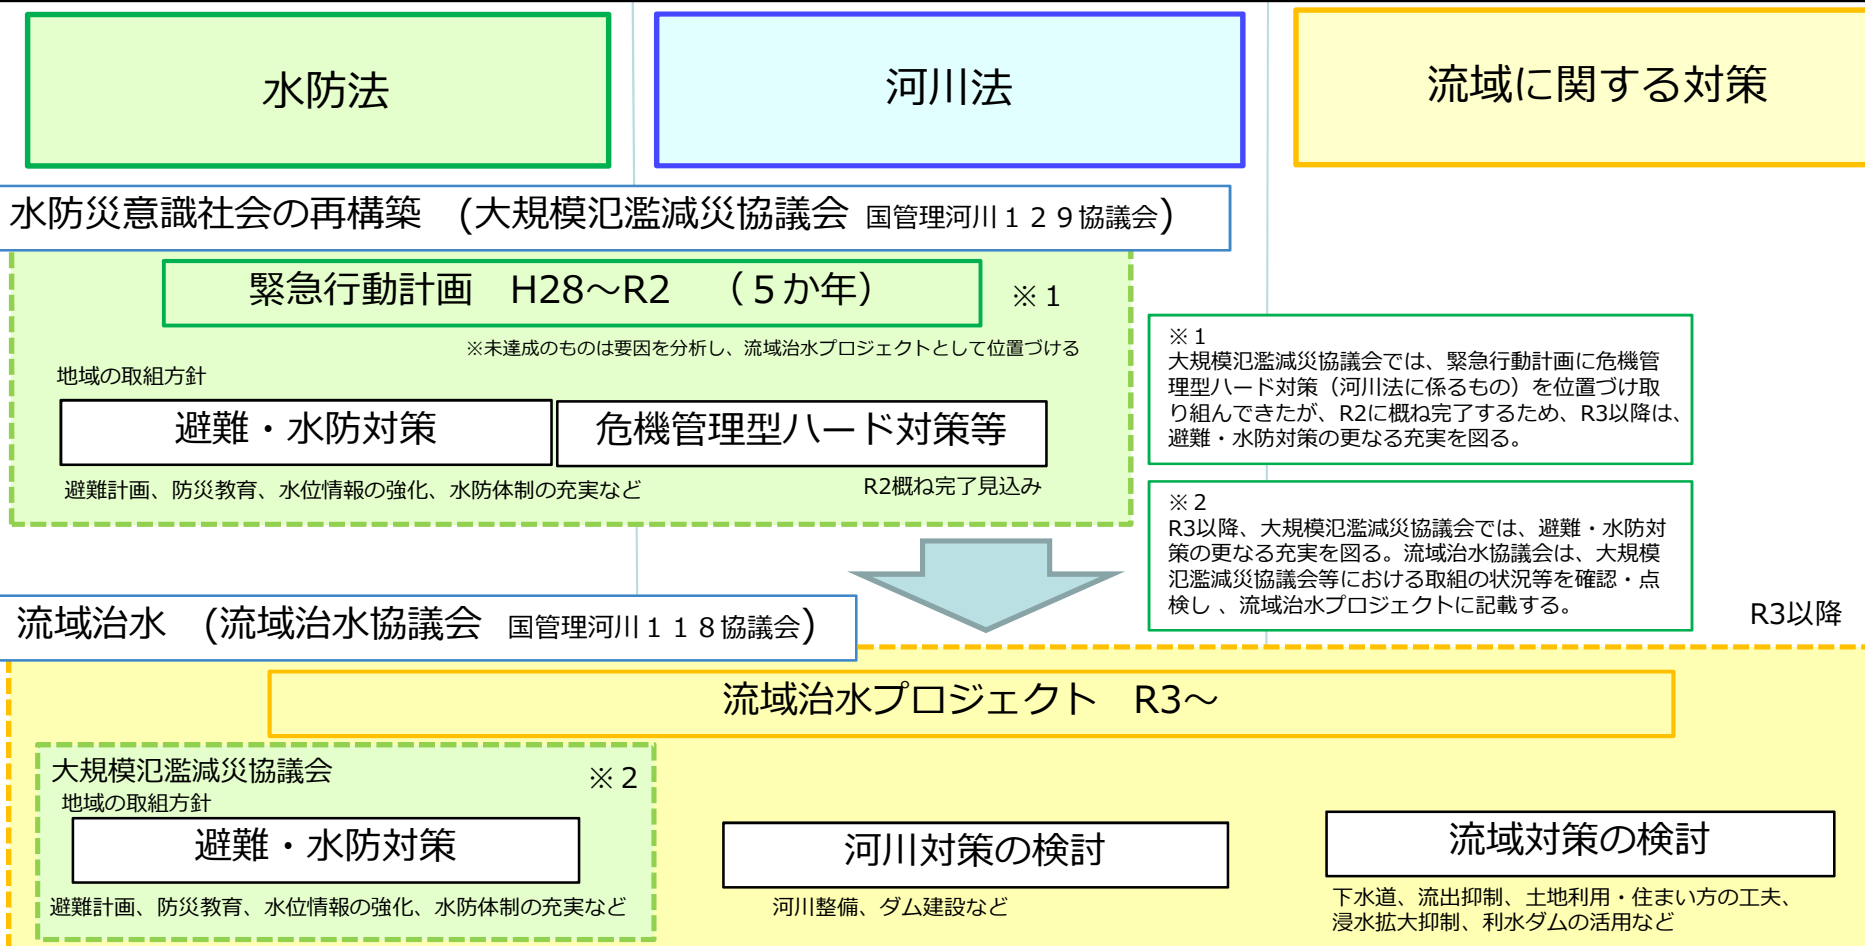 水防法
河川法
流域に関する対策
水防災意識社会の再構築　(大規模氾濫減災協議会 国管理河川１２９協議会)
緊急行動計画　H28～R2　（５か年）
※１
※未達成のものは要因を分析し、流域治水プロジェクトとして位置づける
地域の取組方針
避難・水防対策
危機管理型ハード対策等
避難計画、防災教育、水位情報の強化、水防体制の充実など
R2概ね完了見込み
※１
大規模氾濫減災協議会では、緊急行動計画に危機管
理型ハード対策（河川法に係るもの）を位置づけ取
り組んできたが、R2に概ね完了するため、R3以降は、
避難・水防対策の更なる充実を図る。
※２
R3以降、大規模氾濫減災協議会では、避難・水防対
策の更なる充実を図る。流域治水協議会は、大規模
氾濫減災協議会等における取組の状況等を確認・点
検し 、流域治水プロジェクトに記載する。
流域治水　(流域治水協議会　国管理河川１１８協議会)
R3以降
流域治水プロジェクト　R3～
大規模氾濫減災協議会
※２
地域の取組方針
避難・水防対策
避難計画、防災教育、水位情報の強化、水防体制の充実など
河川対策の検討
河川整備、ダム建設など
流域対策の検討
下水道、流出抑制、土地利用・住まい方の工夫、
浸水拡大抑制、利水ダムの活用など